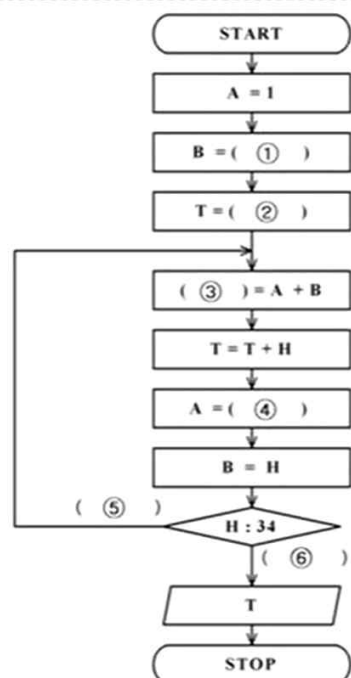 START
A = 1
B = ( ① )
T = ( ② )
( ③ ) = A + B
T = T + H
A = ( ④ )
B = H
( ⑤ )
H : 34
( ⑥ )
T
STOP